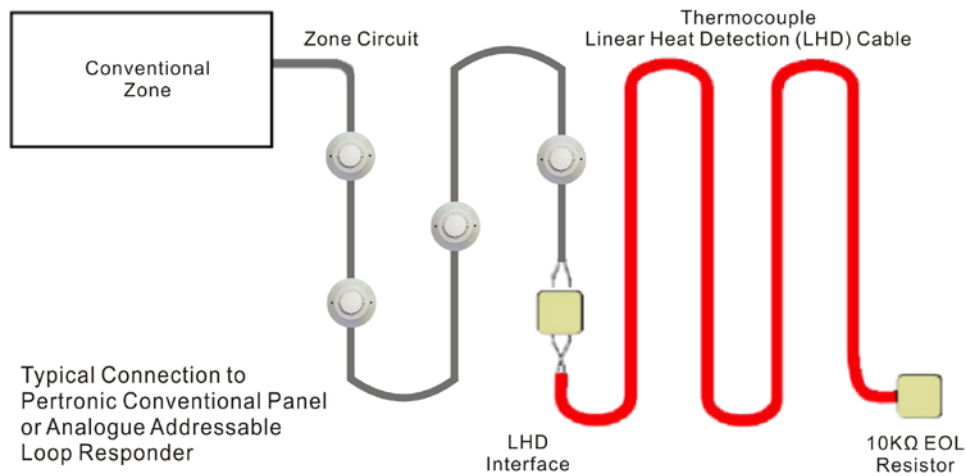 Conventional
Zone
Zone Circuit
Thermocouple
Linear Heat Detection (LHD) Cable
Typical Connection to
Pertronic Conventional Panel
or Analogue Addressable
Loop Responder
LHD
Interface
10KΩ EOL
Resistor